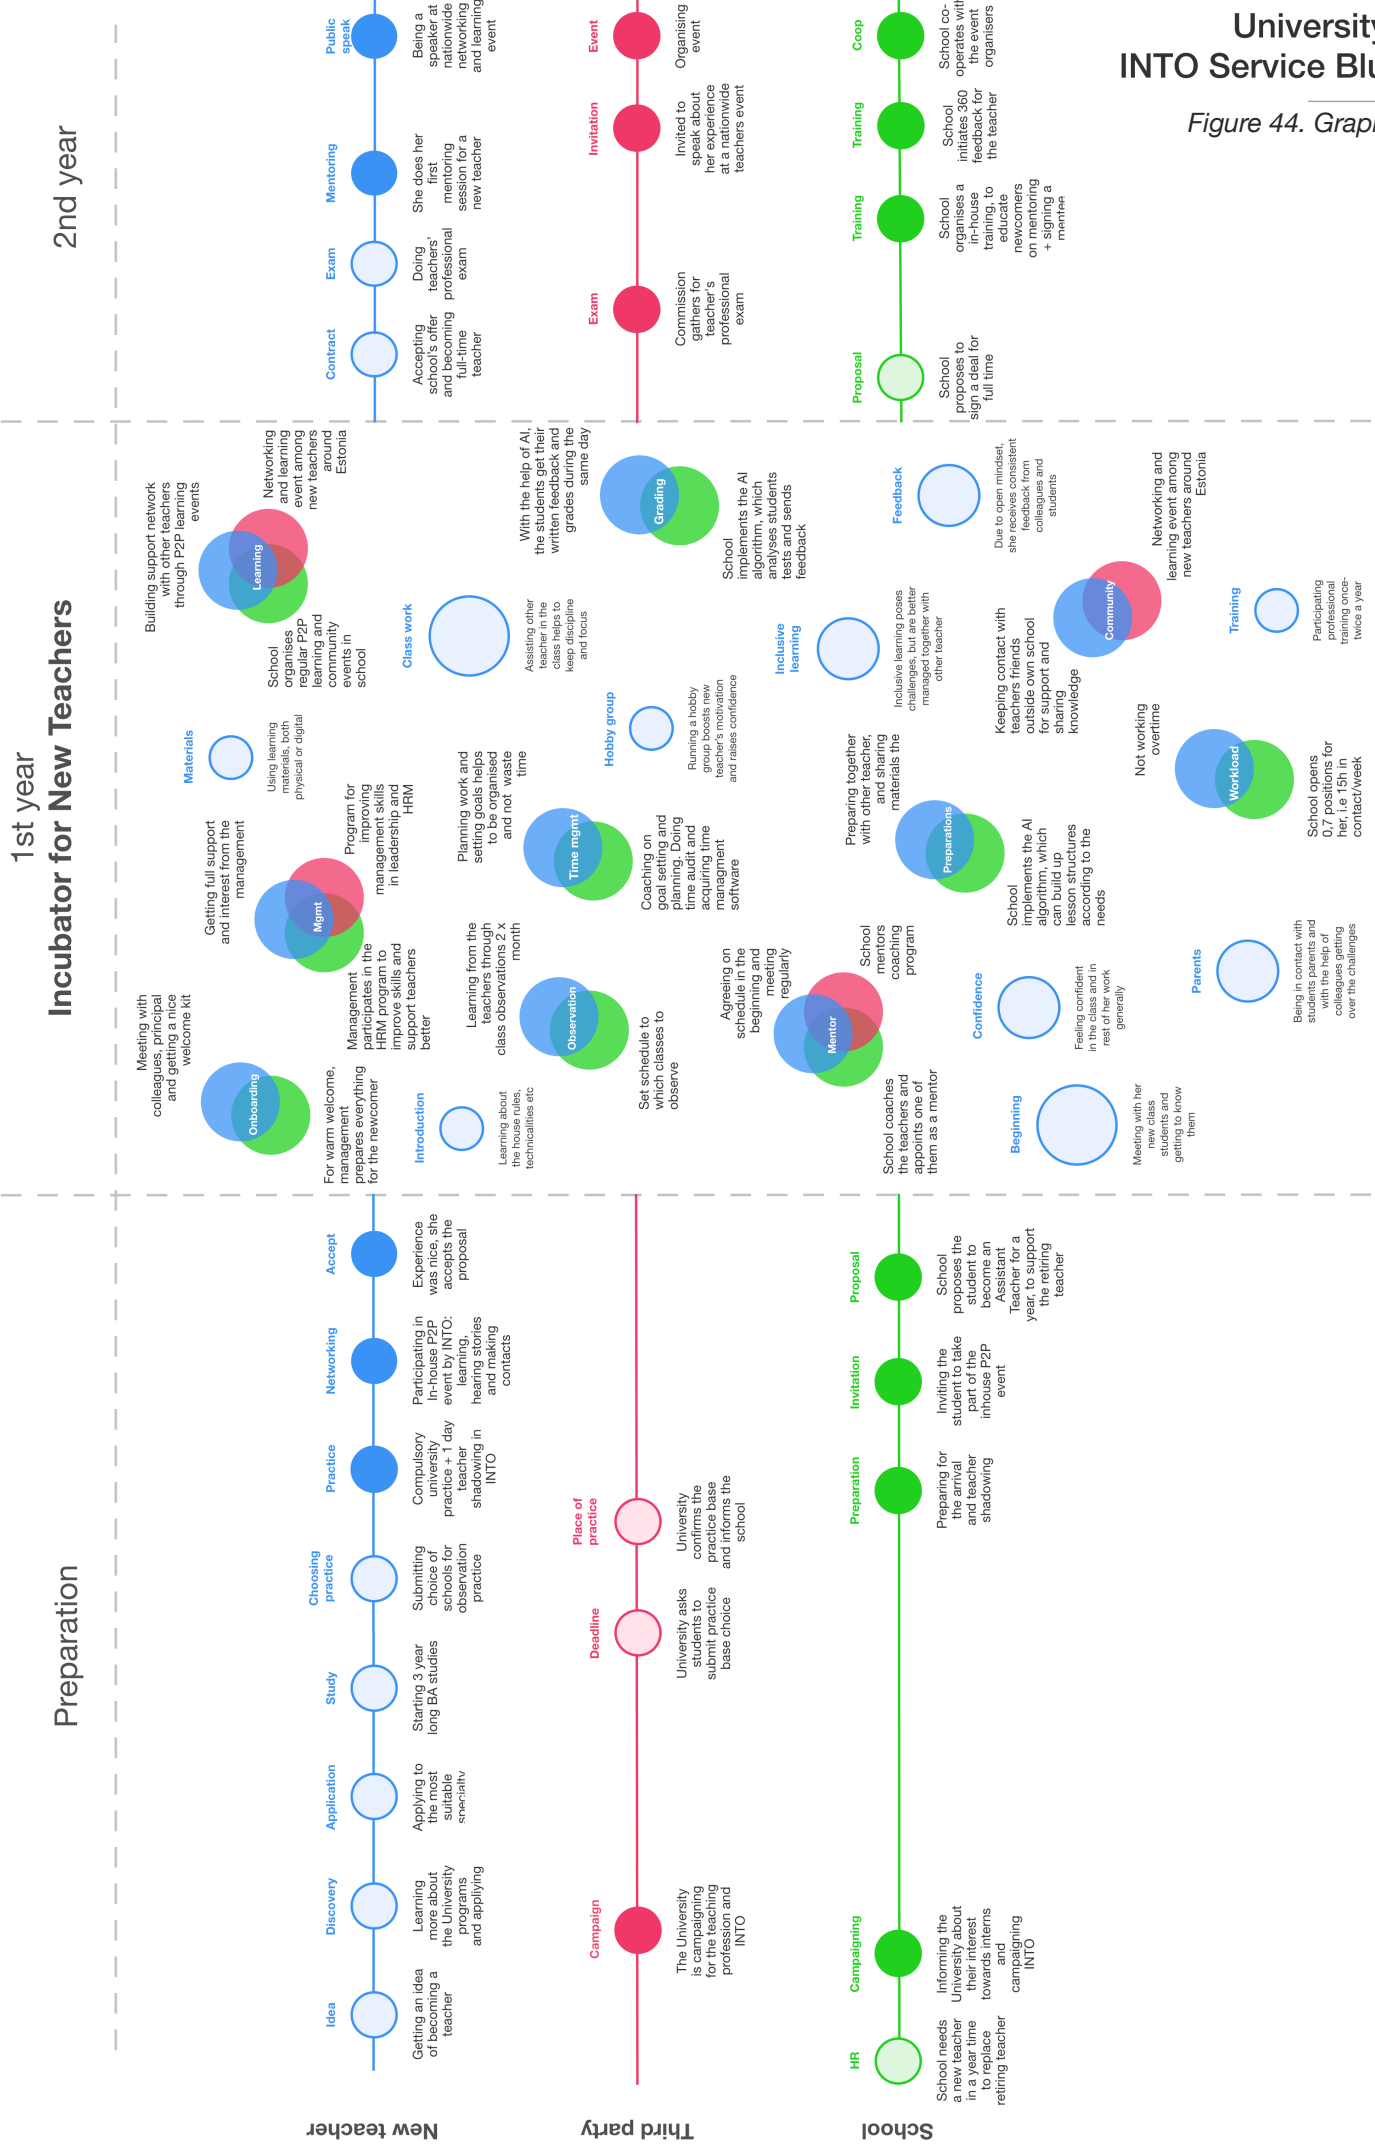 Preparation
1st year
Incubator for New Teachers
2nd year
New teacher
Idea
Getting an idea
of becoming a
teacher
Discovery
Learning
more about
the University
programs
and appliying
Application
Applying to
the most
suitable
specialty
Study
Starting 3 year
long BA studies
Choosing
practice
Submitting
choice of
schools for
observation
practice
Practice
Compulsory
university
practice + 1 day
teacher
shadowing in
INTO
Networking
Participating in
In-house P2P
event by INTO:
learning,
hearing stories
and making
contacts
Accept
Experience
was nice, she
accepts the
proposal
Third party
Campaign
The University
is campaigning
for the teaching
profession and
INTO
Deadline
University asks
students to
submit practice
base choice
Place of
practice
University
confirms the
practice base
and informs the
school
School
HR
School needs
a new teacher
in a year time
to replace
retiring teacher
Campaigning
Informing the
University about
their interest
towards interns
and
campaigning
INTO
Preparation
Preparing for
the arrival
and teacher
shadowing
Invitation
Inviting the
student to take
part of the
inhouse P2P
event
Proposal
School
proposes the
student to
become an
Assistant
Teacher for a
year, to support
the retiring
teacher
Meeting with
colleagues, principal
and getting a nice
welcome kit
Onboarding
For warm welcome,
management
prepares everything
for the newcomer
Getting full support
and interest from the
management
Mgmt
Program for
improving
management skills
in leadership and
HRM
Management
participates in the
HRM program to
improve skills and
support teachers
better
Materials
Using learning
materials, both
physical or digital
Building support network
with other teachers
through P2P learning
events
Learning
Networking
and learning
event among
new teachers
around
Estonia
School
organises
regular P2P
learning and
community
events in
school
Introduction
Learning about
the house rules,
technicalities etc
Learning from the
teachers through
class observations 2 x
month
Observation
Set schedule to
which classes to
observe
Planning work and
setting goals helps
to be organised
and not waste
time
Time mgmt
Coaching on
goal setting and
planning. Doing
time audit and
acquiring time
managment
software
Class work
Assisting other
teacher in the
class helps to
keep discipline
and focus
Hobby group
Running a hobby
group boosts new
teacher's motivation
and raises confidence
With the help of AI,
the students get their
written feedback and
grades during the
same day
Grading
School
implements the AI
algorithm, which
analyses students
tests and sends
feedback
Agreeing on
schedule in the
beginning and
meeting
regularly
Mentor
School
mentors
coaching
program
School coaches
the teachers and
appoints one of
them as a mentor
Inclusive
learning
Inclusive learning poses
challenges, but are better
managed together with
other teacher
Preparing together
with other teacher,
and sharing
materials the
Preparations
School
implements the AI
algorithm, which
can build up
lesson structures
according to the
needs
Feedback
Due to open mindset,
she receives consistent
feedback from
colleagues and
students
Confidence
Feeling confident
in the class and in
rest of her work
generally
Beginning
Meeting with her
new class
students and
getting to know
them
Keeping contact with
teachers friends
outside own school
for support and
sharing
knowledge
Community
Networking and
learning event among
new teachers around
Estonia
Not working
overtime
Workload
School opens
0,7 positions for
her, i.e 15h in
contact/week
Parents
Being in contact with
students parents and
with the help of
colleagues getting
over the challenges
Training
Participating
professional
training once-
twice a year
Contract
Accepting
school's offer
and becoming
full-time
teacher
Exam
Doing
teachers'
professional
exam
Mentoring
She does her
first
mentoring
session for a
new teacher
Public
speak
Being a
speaker at
nationwide
networking
and learning
event
Exam
Commission
gathers for
teacher's
professional
exam
Invitation
Invited to
speak about
her experience
at a nationwide
teachers event
Event
Organising
event
Proposal
School
proposes to
sign a deal for
full time
Training
School
organises a
in-house
training, to
educate
newcomers
on mentoring
+ signing a
mentee
Training
School
initiates 360
feedback for
the teacher
Coop
School co-
operates with
the event
organisers
University
INTO Service Blu
Figure 44. Graph